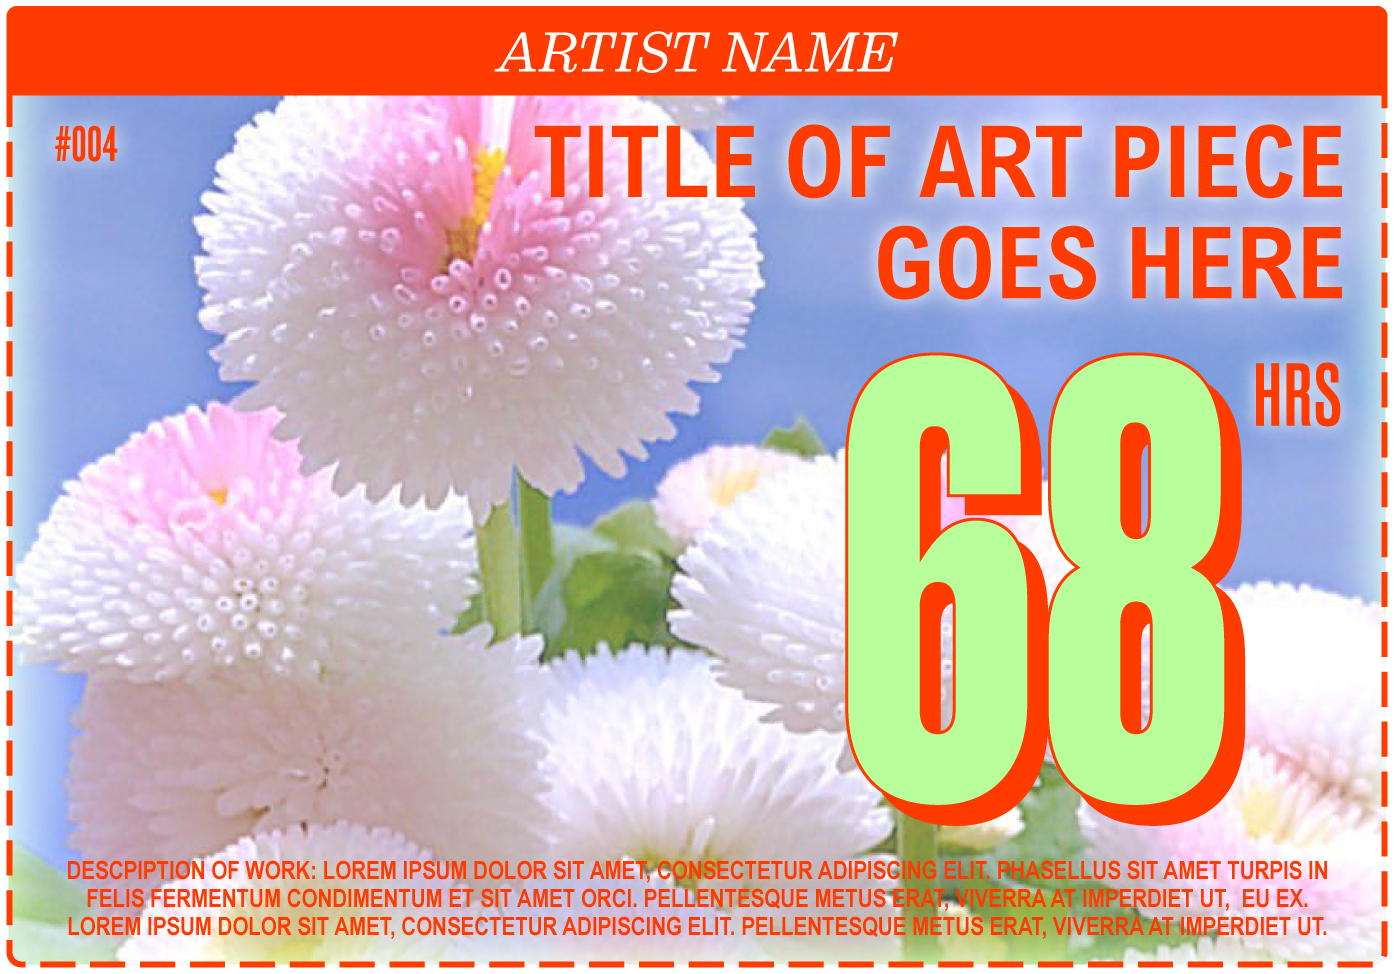 ARTIST NAME
#004
TITLE OF ART PIECE
GOES HERE
68 HRS
DESCPIPTION OF WORK: LOREM IPSUM DOLOR SIT AMET, CONSECTETUR ADIPISCING ELIT. PHASELLUS SIT AMET TURPIS IN
FELIS FERMENTUM CONDIMENTUM ET SIT AMET ORCI. PELLENTESQUE METUS ERAT, VIVERRA AT IMPERDIET UT, EU EX.
LOREM IPSUM DOLOR SIT AMET, CONSECTETUR ADIPISCING ELIT. PELLENTESQUE METUS ERAT, VIVERRA AT IMPERDIET UT.